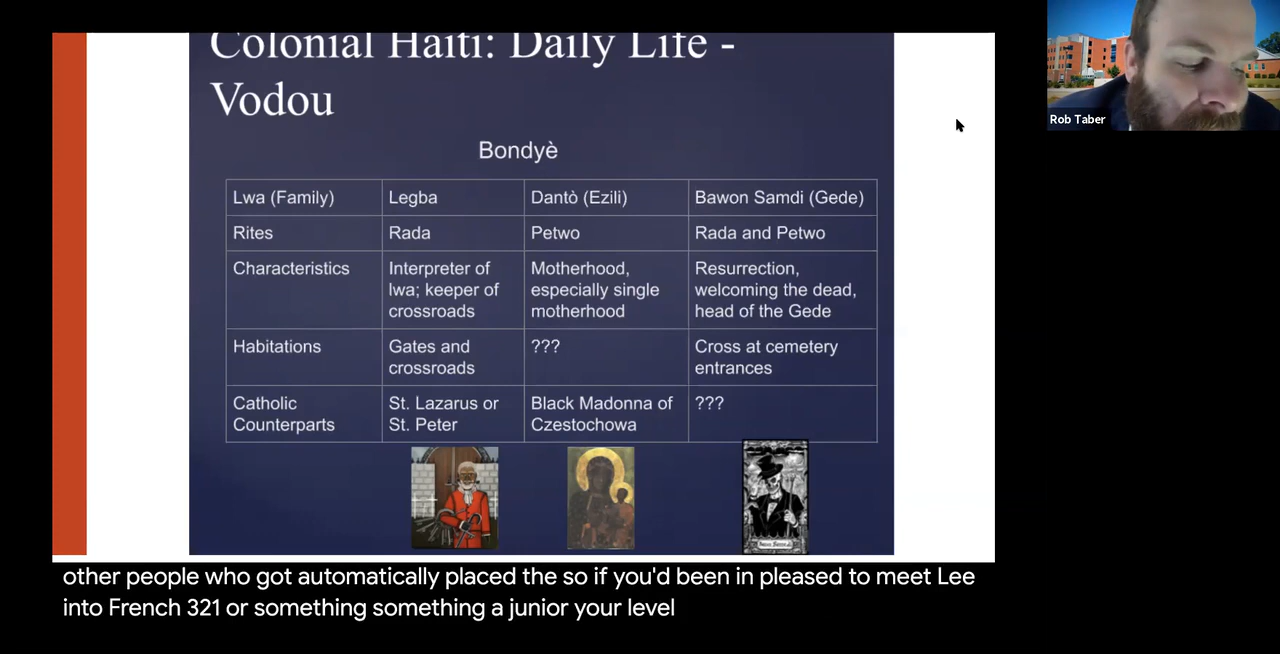 Colonial Haiti: Daily Life -
Vodou
Bondyè
Lwa (Family)
Legba
Dantò (Ezili)
Bawon Samdi (Gede)
Rites
Rada
Petwo
Rada and Petwo
Characteristics
Interpreter of
lwa; keeper of
crossroads
Motherhood,
especially single
motherhood
Resurrection,
welcoming the dead,
head of the Gede
Habitations
Gates and
crossroads
???
Cross at cemetery
entrances
Catholic
Counterparts
St. Lazarus or
St. Peter
Black Madonna of
Czestochowa
???
Rob Taber
other people who got automatically placed the so if you'd been in pleased to meet Lee
into French 321 or something something a junior your level